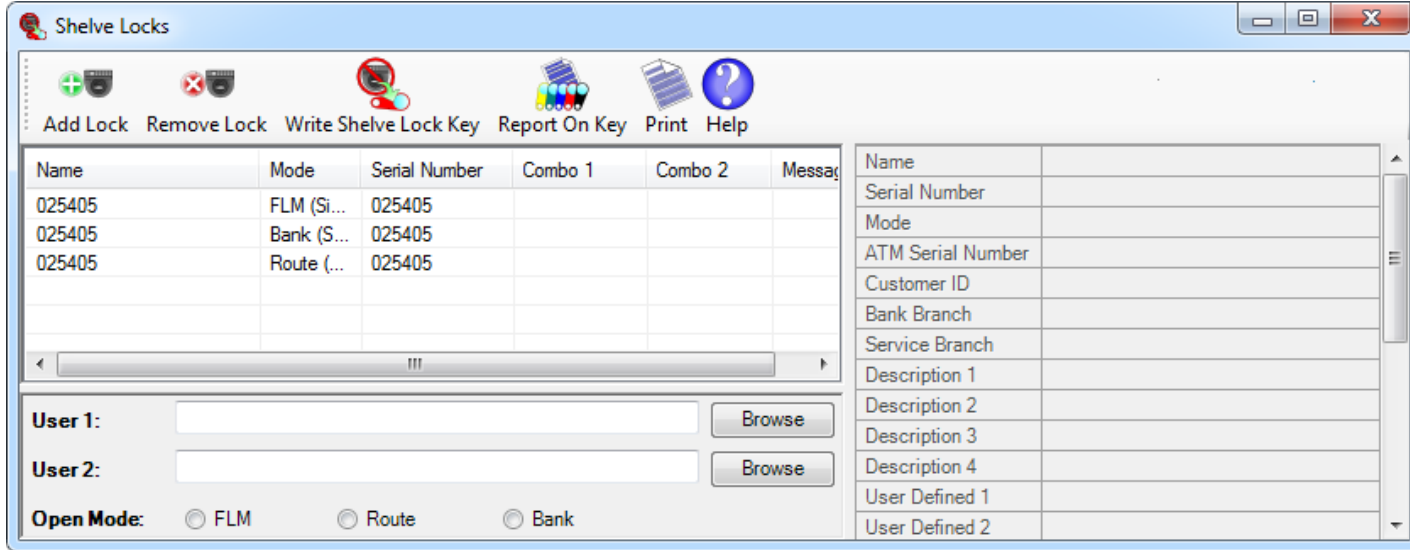 Shelve Locks
Add Lock Remove Lock Write Shelve Lock Key Report On Key Print Help
Name Mode Serial Number Combo 1 Combo 2 Messag
025405 FLM (Si... 025405
025405 Bank (S... 025405
025405 Route (... 025405
User 1: Browse
User 2: Browse
Open Mode: FLM Route Bank
Name
Serial Number
Mode
ATM Serial Number
Customer ID
Bank Branch
Service Branch
Description 1
Description 2
Description 3
Description 4
User Defined 1
User Defined 2